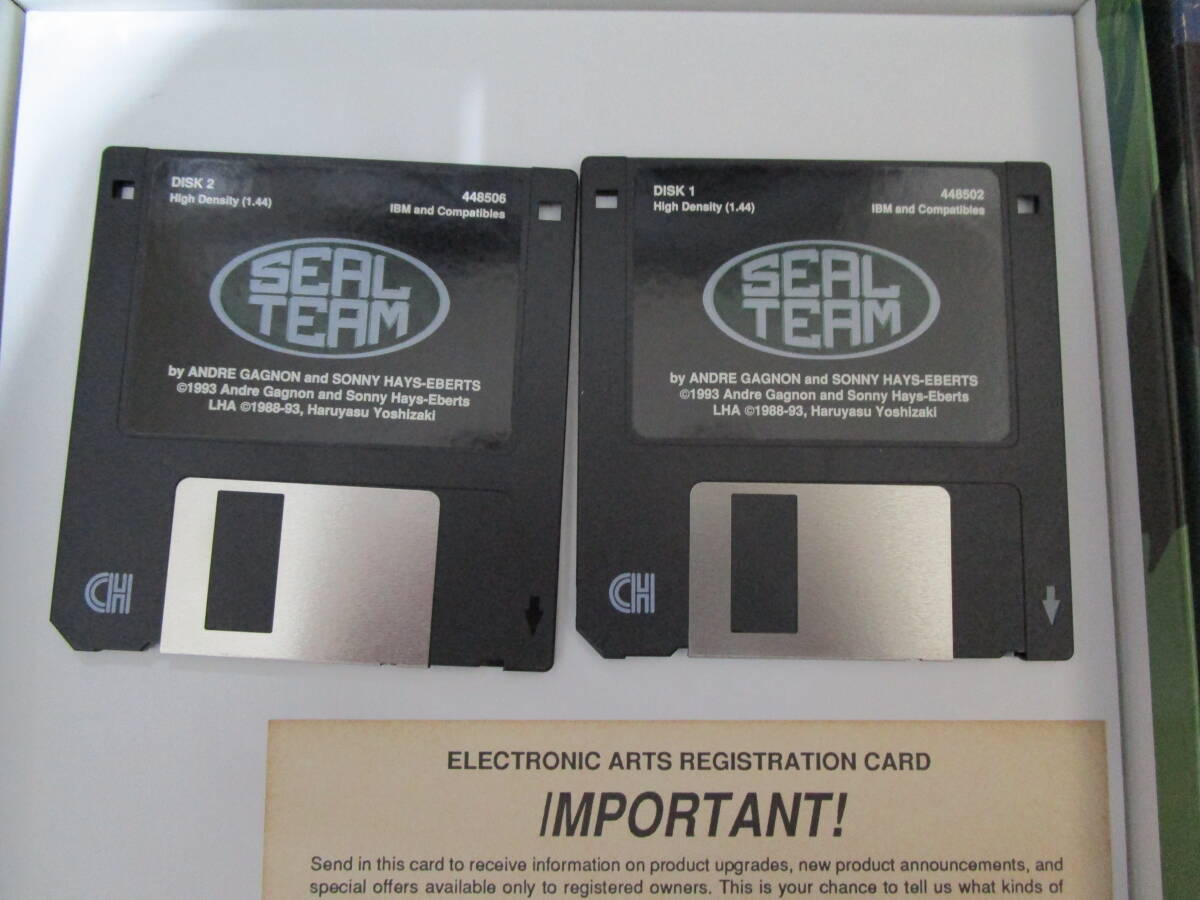 DISK 2
High Density (1.44)
448506
IBM and Compatibles
SEAL
TEAM
by ANDRE GAGNON and SONNY HAYS-EBERTS
©1993 Andre Gagnon and Sonny Hays-Eberts
LHA ©1988-93, Haruyasu Yoshizaki
CH
DISK 1
High Density (1.44)
448502
IBM and Compatibles
SEAL
TEAM
by ANDRE GAGNON and SONNY HAYS-EBERTS
©1993 Andre Gagnon and Sonny Hays-Eberts
LHA ©1988-93, Haruyasu Yoshizaki
CH
ELECTRONIC ARTS REGISTRATION CARD
IMPORTANT!
Send in this card to receive information on product upgrades, new product announcements, and
special offers available only to registered owners. This is your chance to tell us what kinds of